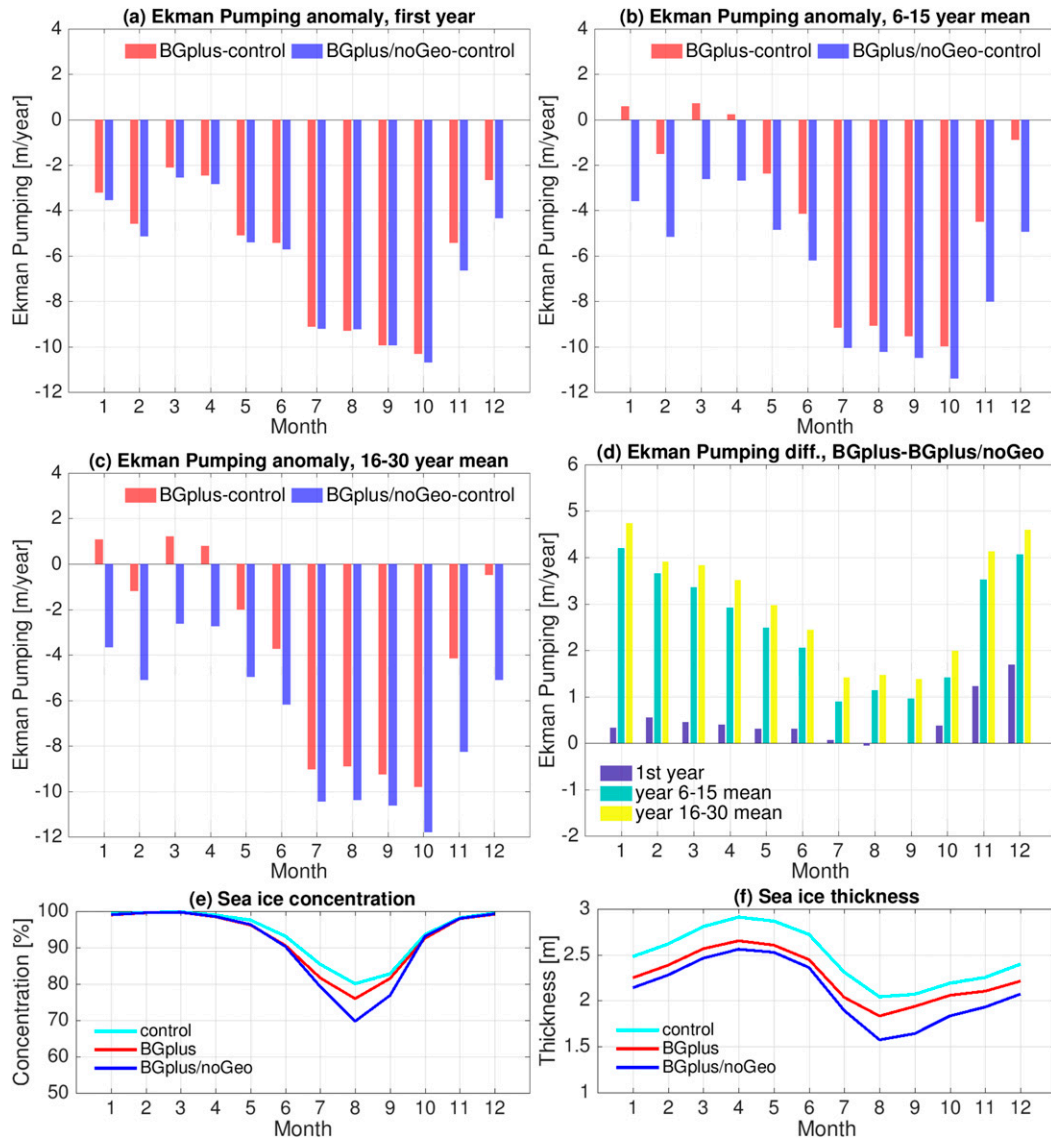 (a) Ekman Pumping anomaly, first year
4
BGplus-control BGplus/noGeo-control
2
0
-2
-4
-6
-8
-10
-12
Ekman Pumping [m/year]
1 2 3 4 5 6 7 8 9 10 11 12
Month
(b) Ekman Pumping anomaly, 6-15 year mean
4
BGplus-control BGplus/noGeo-control
2
0
-2
-4
-6
-8
-10
-12
Ekman Pumping [m/year]
1 2 3 4 5 6 7 8 9 10 11 12
Month
(c) Ekman Pumping anomaly, 16-30 year mean
4
BGplus-control BGplus/noGeo-control
2
0
-2
-4
-6
-8
-10
-12
Ekman Pumping [m/year]
1 2 3 4 5 6 7 8 9 10 11 12
Month
(d) Ekman Pumping diff., BGplus-BGplus/noGeo
6
5
4
3
2
1
0
-1
-2
Ekman Pumping [m/year]
1st year
year 6-15 mean
year 16-30 mean
1 2 3 4 5 6 7 8 9 10 11 12
Month
(e) Sea ice concentration
100
90
80
70
60
50
Concentration [%]
control
BGplus
BGplus/noGeo
1 2 3 4 5 6 7 8 9 10 11 12
Month
(f) Sea ice thickness
3
2.5
2
1.5
1
Thickness [m]
control
BGplus
BGplus/noGeo
1 2 3 4 5 6 7 8 9 10 11 12
Month